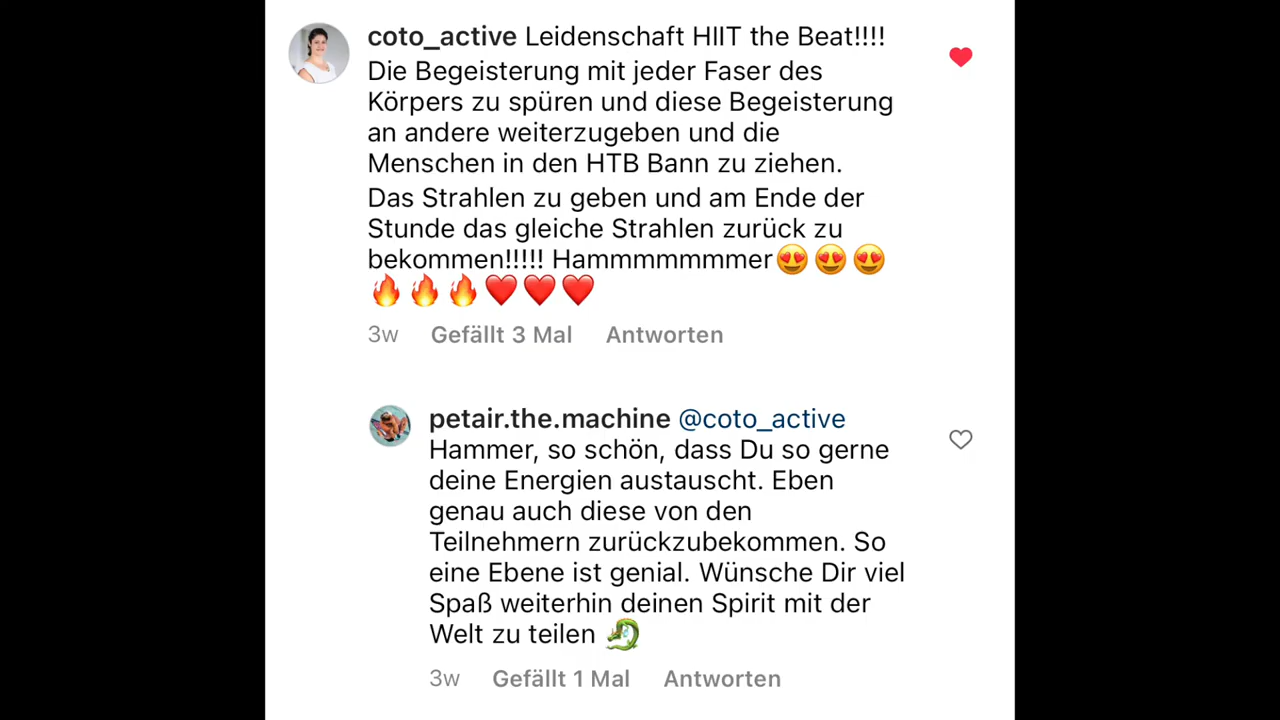 coto_active Leidenschaft HIIT the Beat!!!!
Die Begeisterung mit jeder Faser des
Körpers zu spüren und diese Begeisterung
an andere weiterzugeben und die
Menschen in den HTB Bann zu ziehen.
Das Strahlen zu geben und am Ende der
Stunde das gleiche Strahlen zurück zu
bekommen!!!!! Hammmmmmmer😍😍😍
🔥🔥🔥❤️❤️❤️
3w Gefällt 3 Mal Antworten
petair.the.machine @coto_active
Hammer, so schön, dass Du so gerne
deine Energien austauscht. Eben
genau auch diese von den
Teilnehmern zurückzubekommen. So
eine Ebene ist genial. Wünsche Dir viel
Spaß weiterhin deinen Spirit mit der
Welt zu teilen 🐉
3w Gefällt 1 Mal Antworten